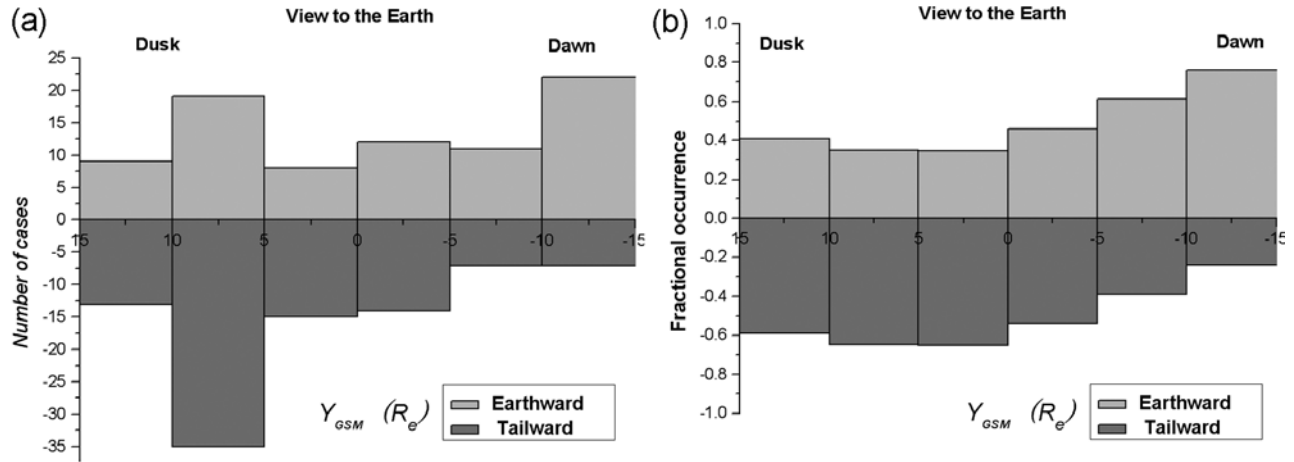 (a)
View to the Earth
Dusk
Dawn
25
20
15
10
5
0
-5
-10
-15
-20
-25
-30
-35
Number of cases
15 10 5 0 -5 -10 -15
Y GSM (Re)
Earthward
Tailward
(b)
View to the Earth
Dusk
Dawn
1.0
0.8
0.6
0.4
0.2
0.0
-0.2
-0.4
-0.6
-0.8
-1.0
Fractional occurrence
15 10 5 0 -5 -10 -15
Y GSM (Re)
Earthward
Tailward